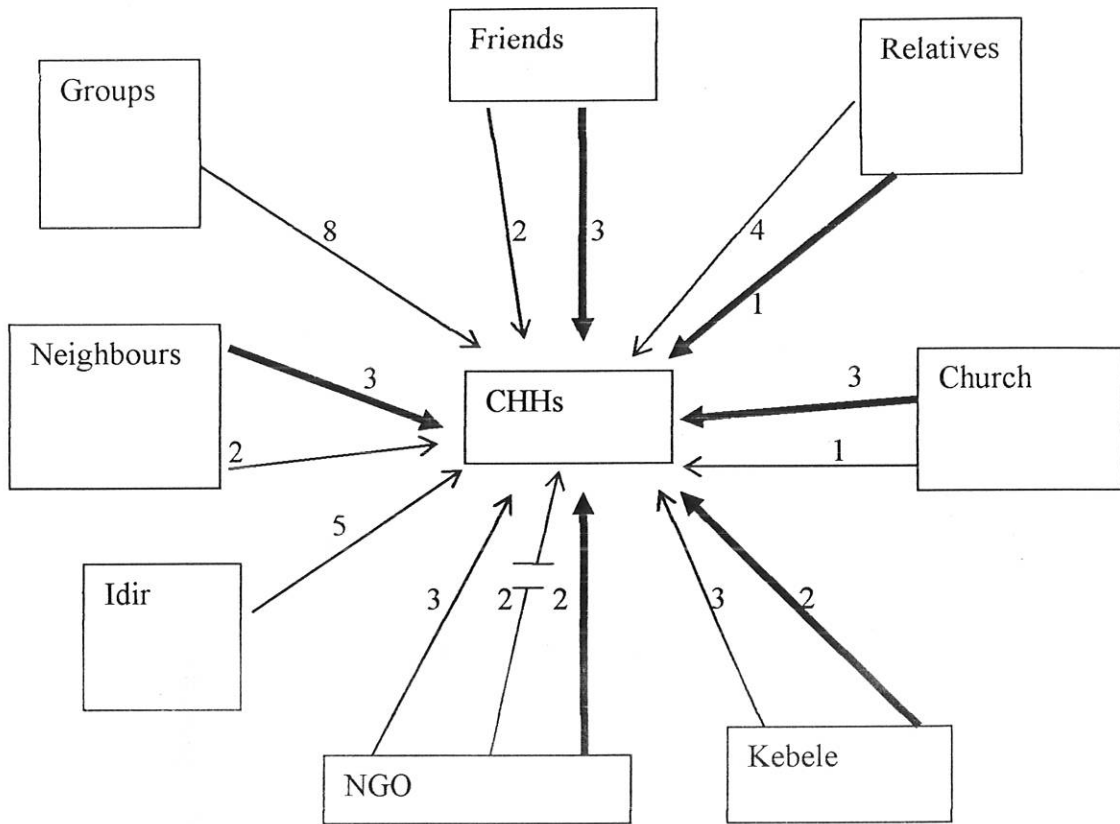 Friends
Relatives
Groups
8
2
3
4
1
Neighbours
3
2
CHHs
3
Church
1
5
Idir
3
2
2
3
2
NGO
Kebele